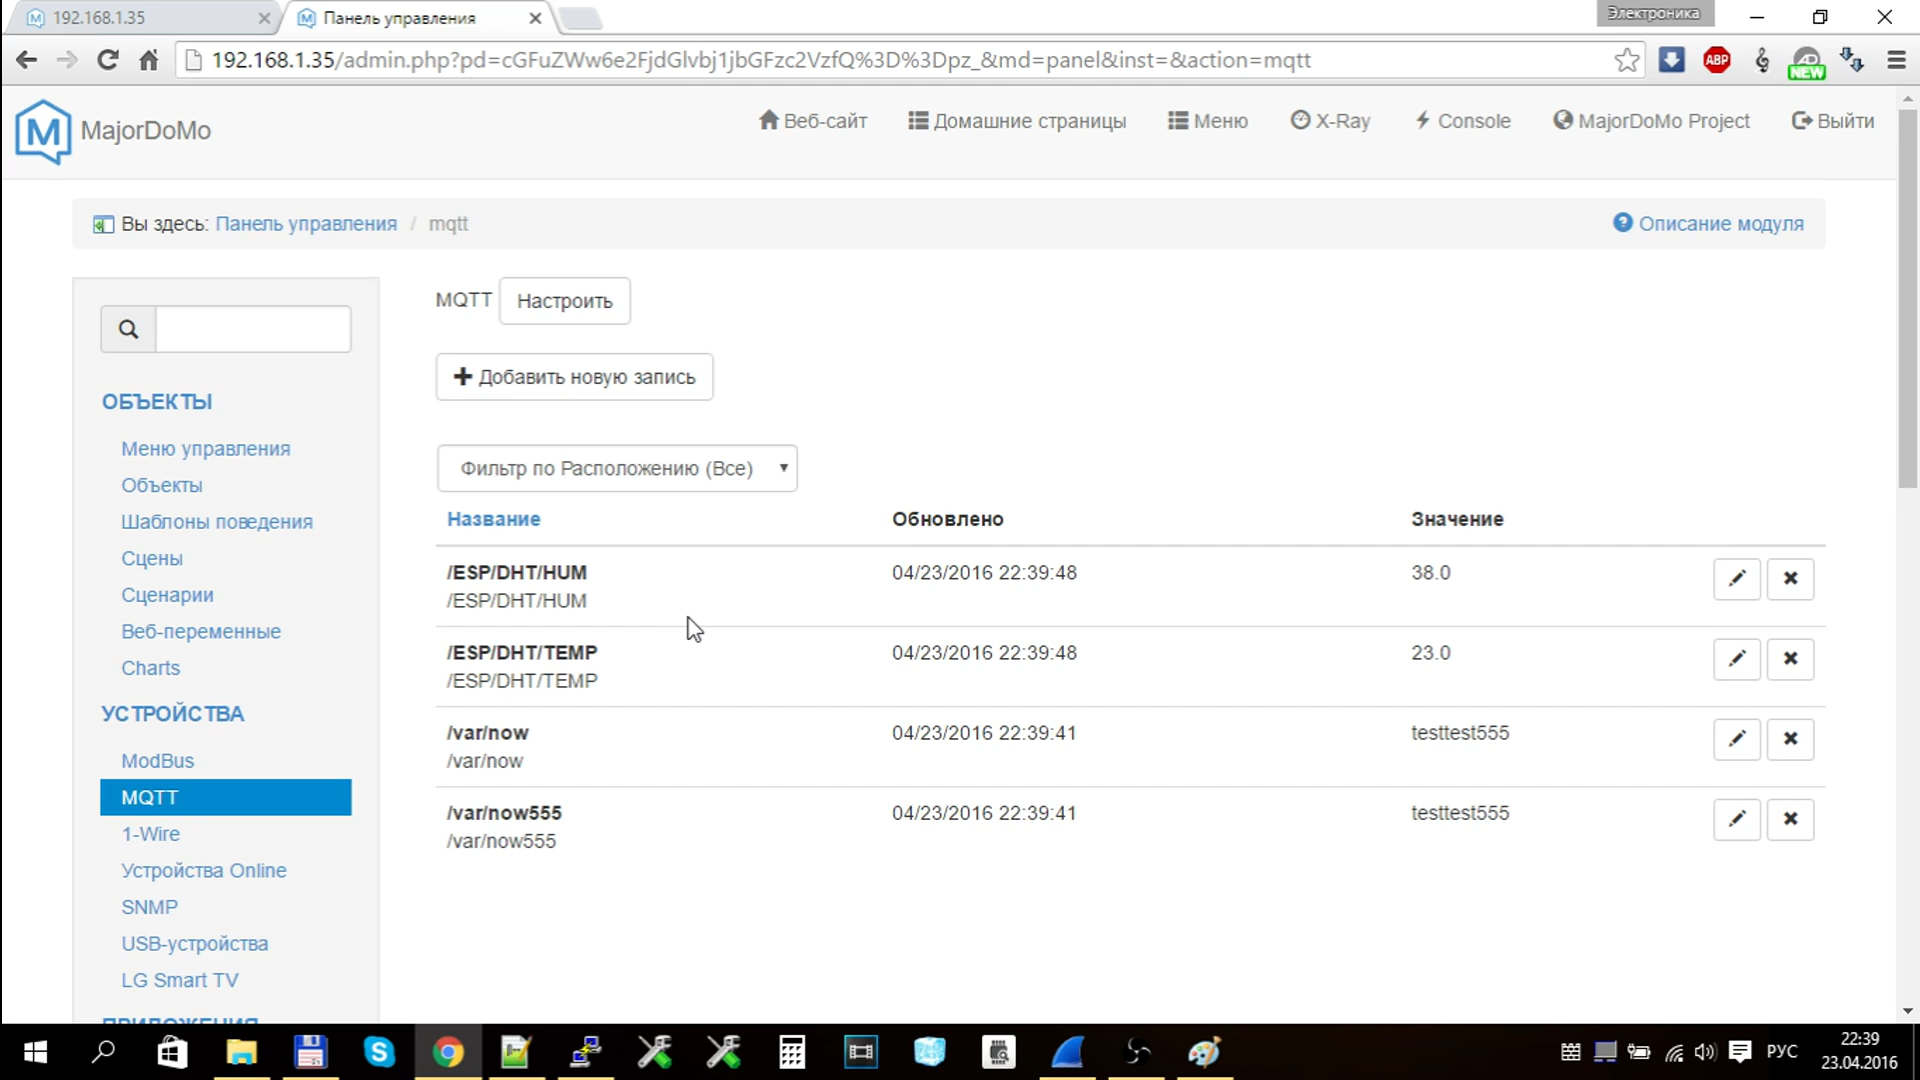 192.168.1.35
Панель управления
Электроника
192.168.1.35/admin.php?pd=cGFuZWw6e2FjdGlvbj1jbGFzc2VzfQ%3D%3Dpz_&md=panel&inst=&action=mqtt
ABP
NEW
MajorDoMo
Веб-сайт
Домашние страницы
Меню
X-Ray
Console
MajorDoMo Project
Выйти
Вы здесь: Панель управления / mqtt
Описание модуля
MQTT Настроить
Добавить новую запись
ОБЪЕКТЫ
Меню управления
Объекты
Шаблоны поведения
Сцены
Сценарии
Веб-переменные
Charts
УСТРОЙСТВА
ModBus
MQTT
1-Wire
Устройства Online
SNMP
USB-устройства
LG Smart TV
ПРИЛОЖЕНИЯ
Фильтр по Расположению (Все)
Название Обновлено Значение
/ESP/DHT/HUM 04/23/2016 22:39:48 38.0
/ESP/DHT/HUM
/ESP/DHT/TEMP 04/23/2016 22:39:48 23.0
/ESP/DHT/TEMP
/var/now 04/23/2016 22:39:41 testtest555
/var/now
/var/now555 04/23/2016 22:39:41 testtest555
/var/now555
РУС
22:39
23.04.2016